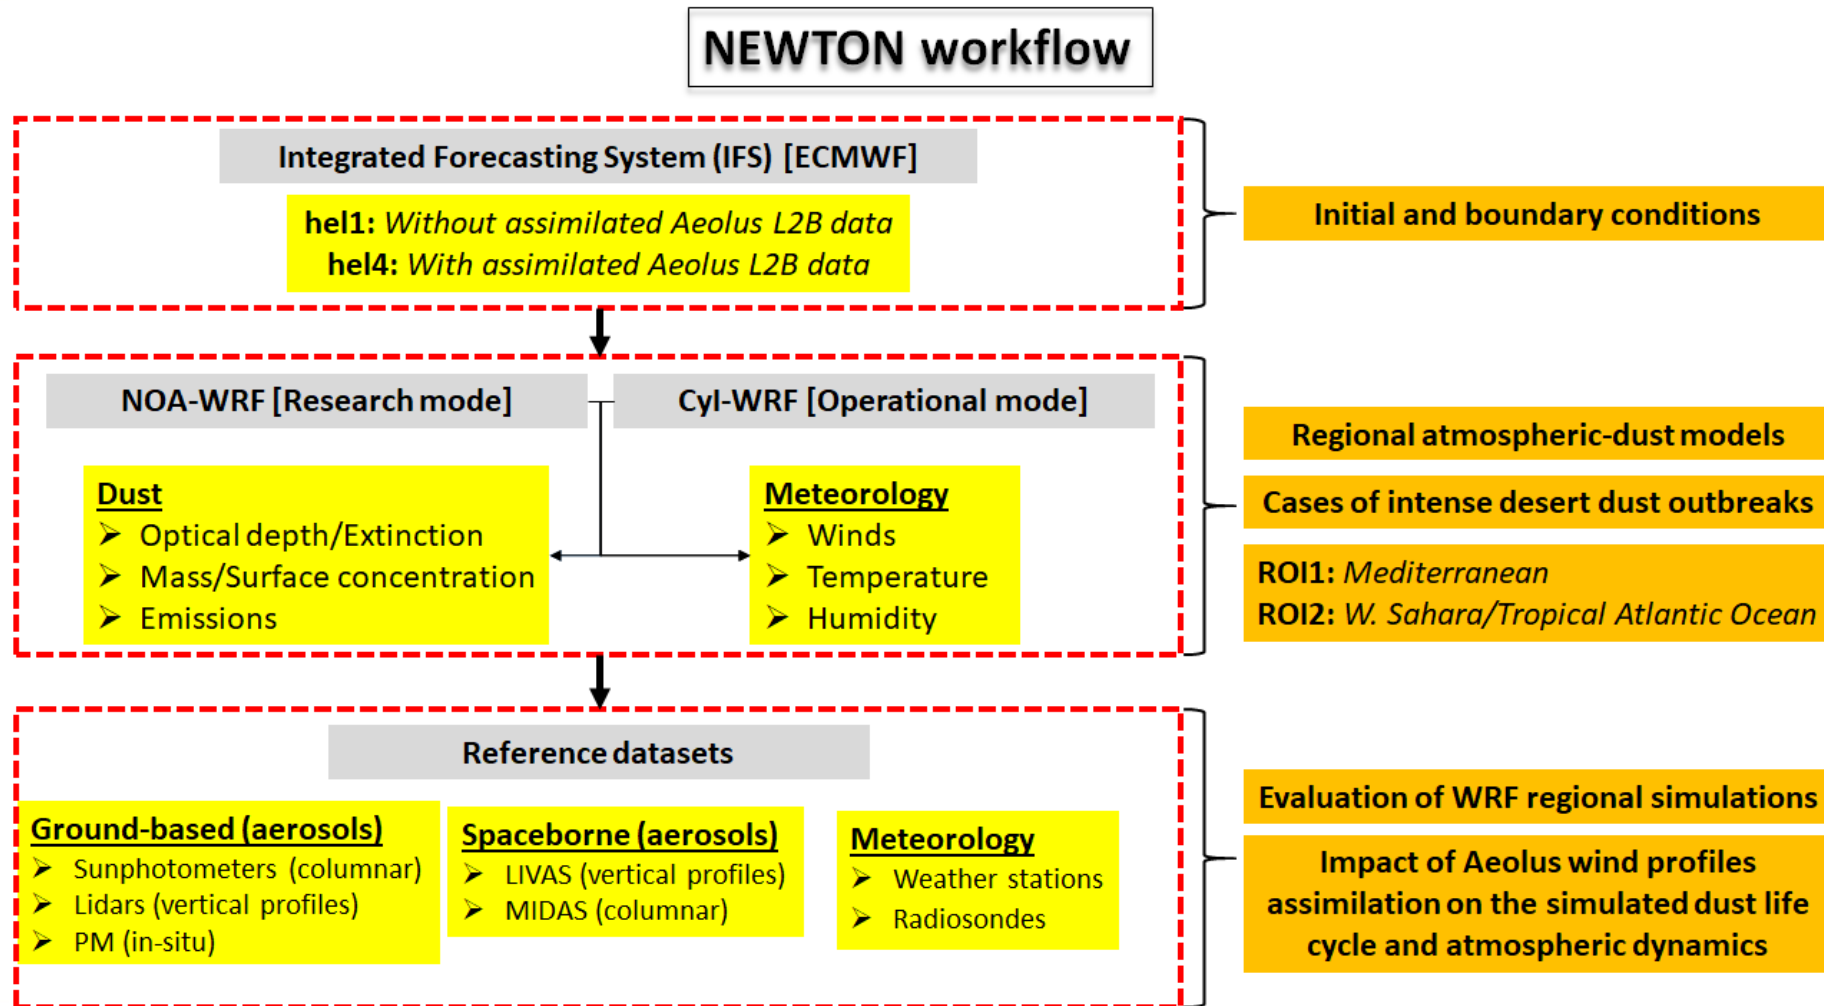 NEWTON workflow
Integrated Forecasting System (IFS) [ECMWF]
hel1: Without assimilated Aeolus L2B data
hel4: With assimilated Aeolus L2B data
Initial and boundary conditions
NOA-WRF [Research mode]
CyI-WRF [Operational mode]
Dust
➢ Optical depth/Extinction
➢ Mass/Surface concentration
➢ Emissions
Meteorology
➢ Winds
➢ Temperature
➢ Humidity
Regional atmospheric-dust models
Cases of intense desert dust outbreaks
ROI1: Mediterranean
ROI2: W. Sahara/Tropical Atlantic Ocean
Reference datasets
Ground-based (aerosols)
➢ Sunphotometers (columnar)
➢ Lidars (vertical profiles)
➢ PM (in-situ)
Spaceborne (aerosols)
➢ LIVAS (vertical profiles)
➢ MIDAS (columnar)
Meteorology
➢ Weather stations
➢ Radiosondes
Evaluation of WRF regional simulations
Impact of Aeolus wind profiles
assimilation on the simulated dust life
cycle and atmospheric dynamics